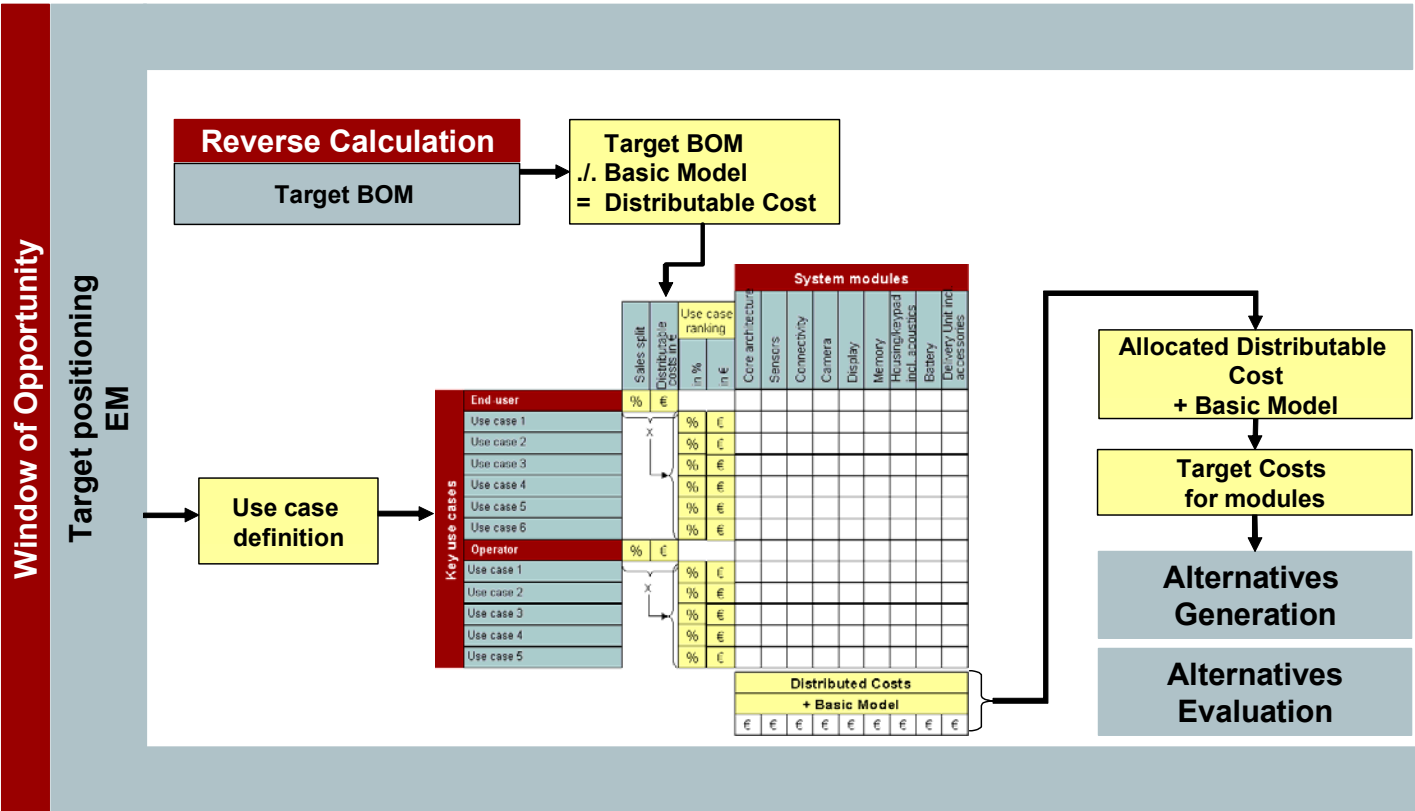 Window of Opportunity
Target positioning
EM
Reverse Calculation
Target BOM
Target BOM
./. Basic Model
= Distributable Cost
Use case
definition
System modules
Sales split
Distributable
costs in €
Use case
ranking
in %
in €
Core architecture
Sensors
Connectivity
Camera
Display
Memory
Housing/keypad
incl. acoustics
Battery
Delivery Unit incl.
accessories
Key use cases
End-user % €
Use case 1 % €
X
Use case 2 % €
Use case 3 % €
Use case 4 % €
Use case 5 % €
Use case 6 % €
Operator % €
Use case 1 % €
X
Use case 2 % €
Use case 3 % €
Use case 4 % €
Use case 5 % €
Distributed Costs
+ Basic Model
€ € € € € € € € €
Allocated Distributable
Cost
+ Basic Model
Target Costs
for modules
Alternatives
Generation
Alternatives
Evaluation